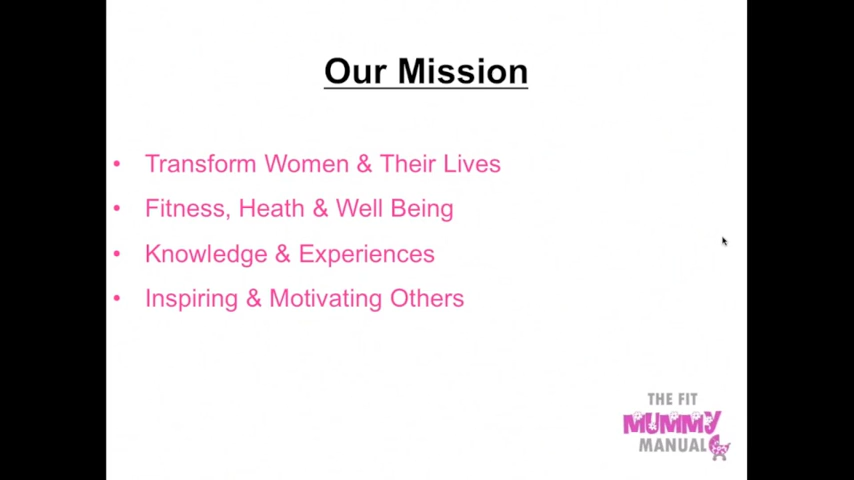 Our Mission
• Transform Women & Their Lives
• Fitness, Heath & Well Being
• Knowledge & Experiences
• Inspiring & Motivating Others
THE FIT
MUMMY
MANUAL